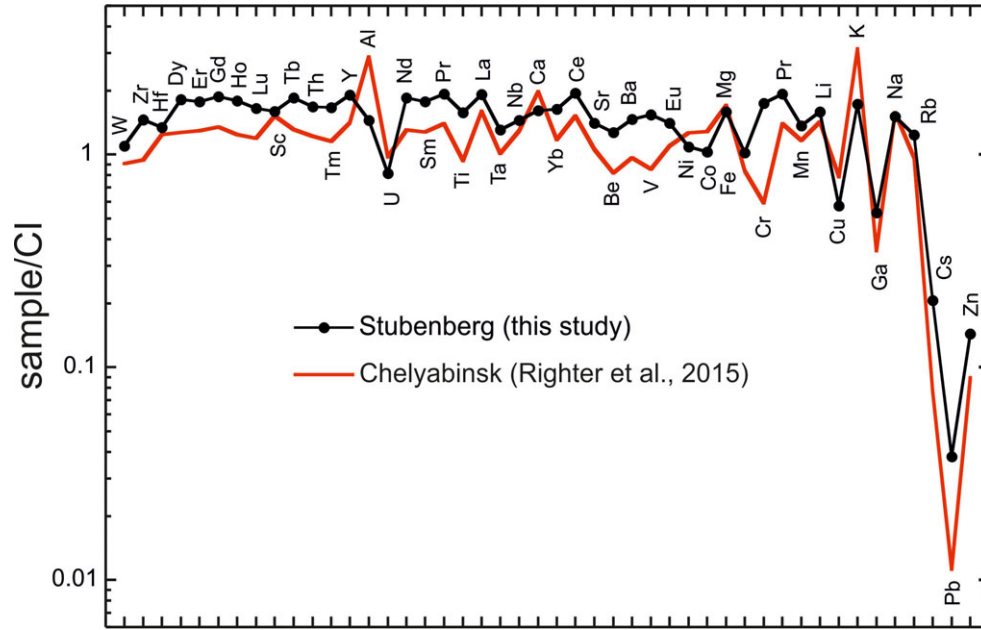 sample/CI
1
0.1
0.01
W
Zr
Hf
Dy
Er
Gd
Ho
Lu
Sc
Tb
Th
Tm
Y
Al
U
Nd
Sm
Pr
Ti
La
Ta
Nb
Ca
Yb
Ce
Sr
Be
Ba
V
Eu
Ni
Co
Mg
Fe
Cr
Pr
Mn
Li
Cu
K
Ga
Na
Rb
Cs
Pb
Zn
Stubenberg (this study)
Chelyabinsk (Righter et al., 2015)